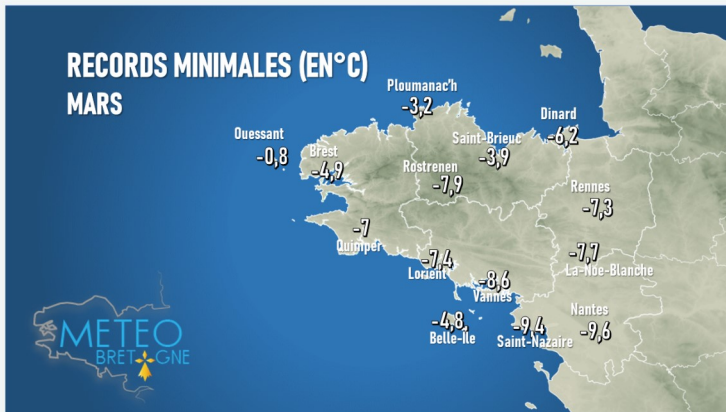 RECORDS MINIMALES (EN°C)
MARS
Ploumanac'h
-3,2
Dinard
-6,2
Ouessant
-0,8
Brest
-4,9
Saint-Brieuc
-3,9
Rostrenen
-7,9
Rennes
-7,3
-7
Quimper
-7,4
Lorient
-7,7
La-Noë-Blanche
-8,6
Vannes
-4,8
Belle-Ile
-9,4
Saint-Nazaire
Nantes
-9,6
METEO
BRETAGNE